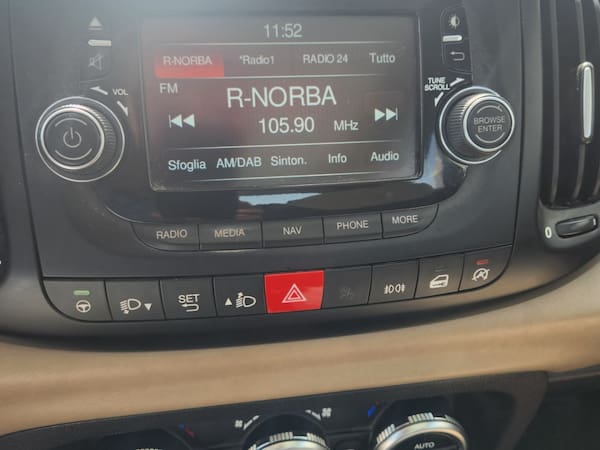 11:52
R-NORBA *Radio1 RADIO 24 Tutto
FM
R-NORBA
105.90 MHz
Sfoglia AM/DAB Sinton. Info Audio
VOL
TUNE
SCROLL
BROWSE
ENTER
RADIO MEDIA NAV PHONE MORE
0
SET
AUTO